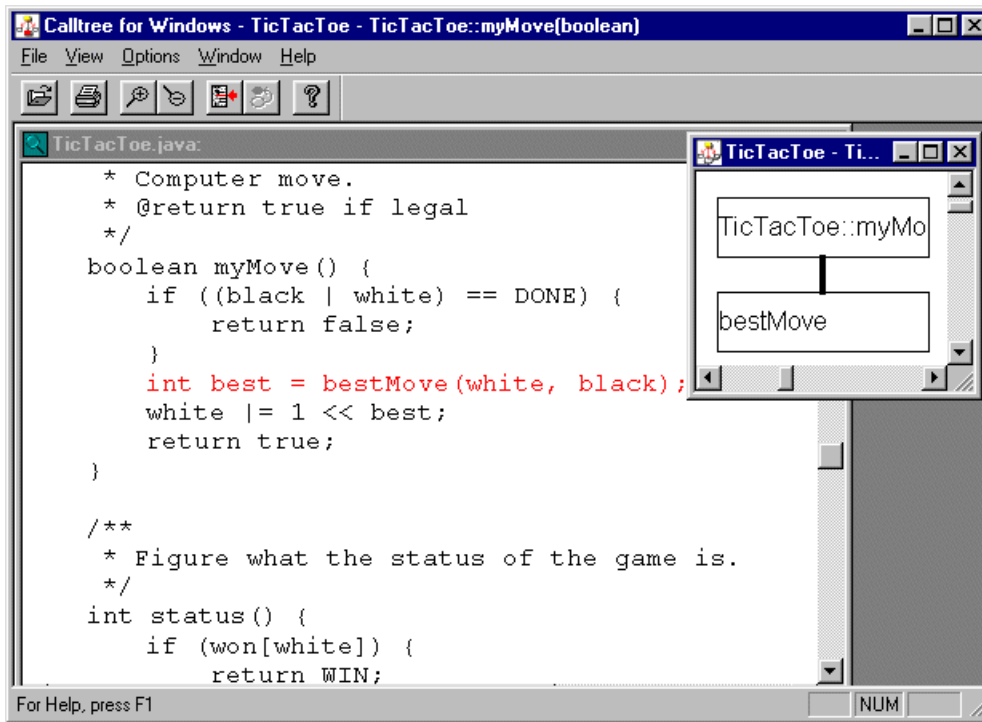 Calltree for Windows - TicTacToe - TicTacToe::myMove(boolean)
File View Options Window Help
TicTacToe.java:
* Computer move.
* @return true if legal
*/
boolean myMove() {
if ((black | white) == DONE) {
return false;
}
int best = bestMove(white, black);
white |= 1 << best;
return true;
}
/**
* Figure what the status of the game is.
*/
int status() {
if (won[white]) {
return WIN;
TicTacToe - Ti...
TicTacToe::myMo
bestMove
For Help, press F1
NUM